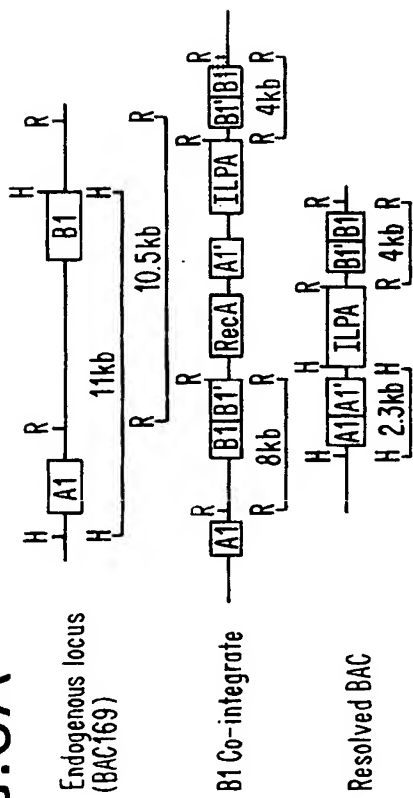 Endogenous locus
(BAC169)
H R H R
A1 B1
H H
11kb
R R
10.5kb
B1 Co-integrate
R R R R
A1 B1 B1' RecA A1' ILPA B1' B1
R R R R
8kb 4kb
Resolved BAC
H H R R
A1 A1' ILPA B1' B1
H H R R
2.3kb 4kb